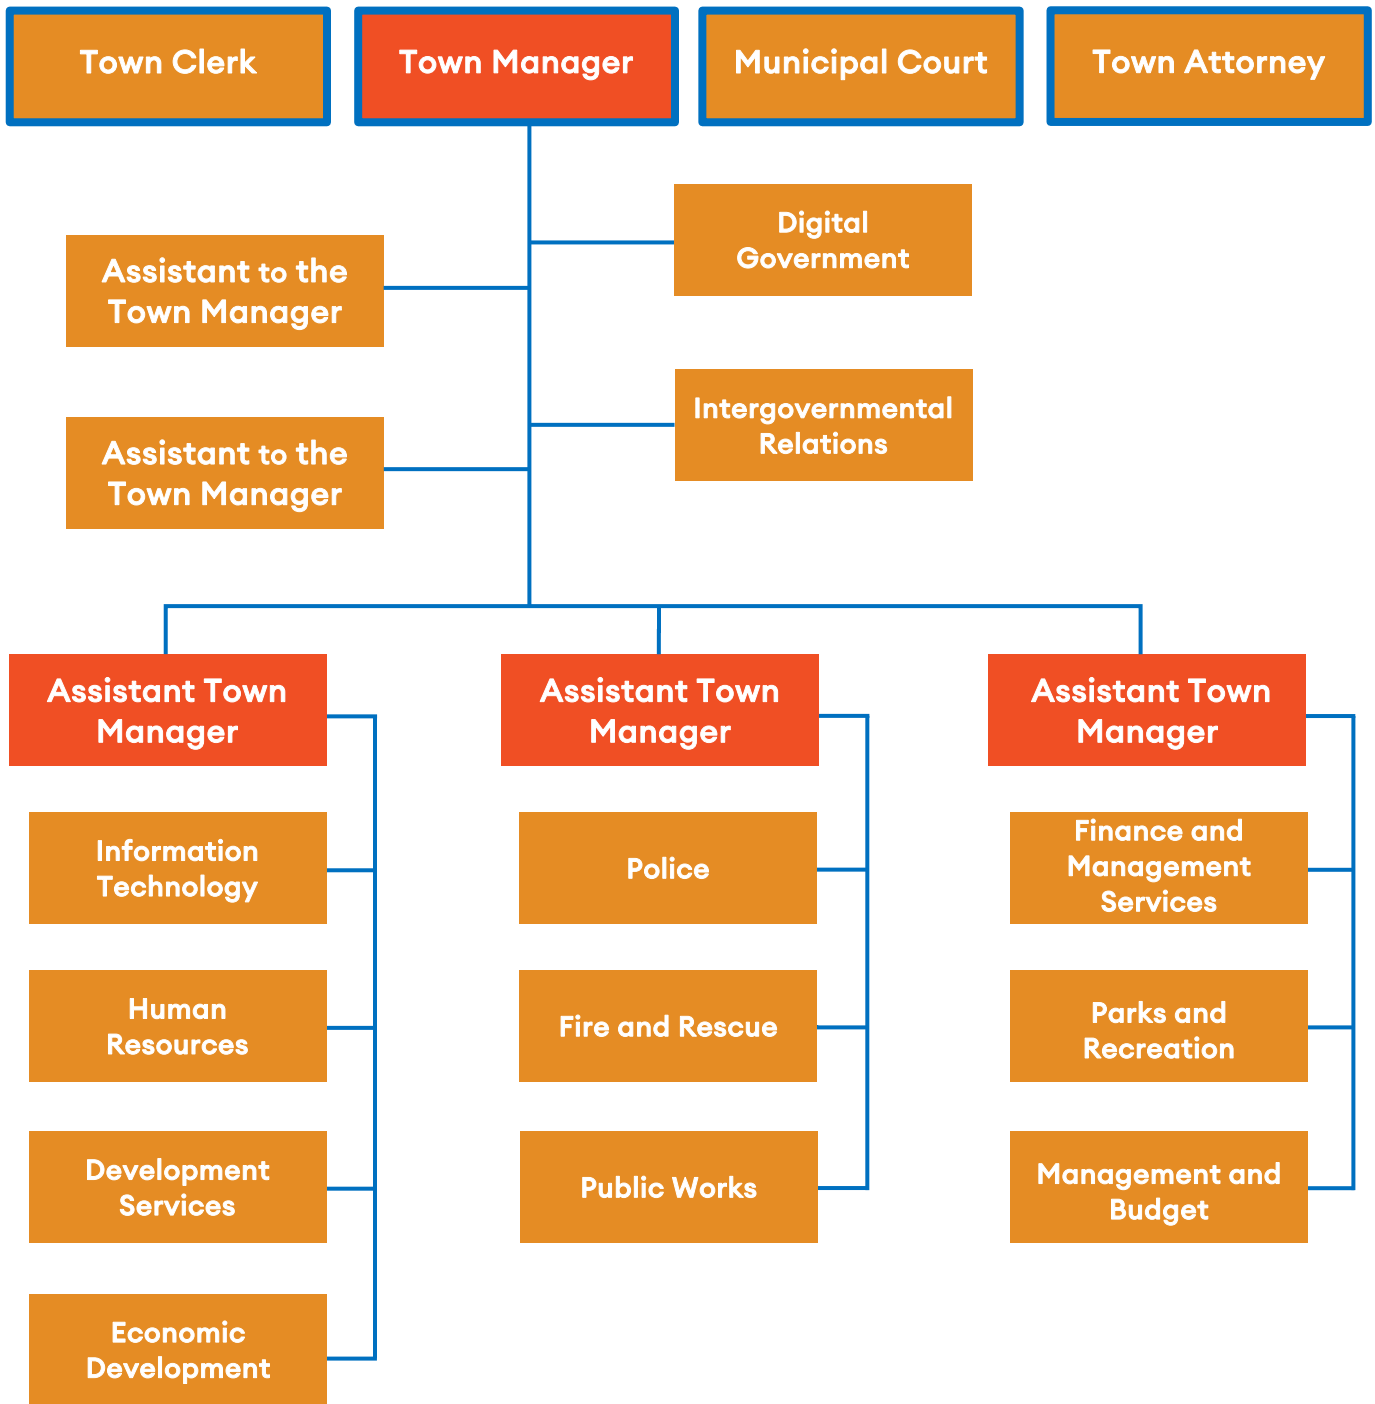 Town Clerk
Town Manager
Municipal Court
Town Attorney
Digital
Government
Assistant to the
Town Manager
Intergovernmental
Relations
Assistant to the
Town Manager
Assistant Town
Manager
Assistant Town
Manager
Assistant Town
Manager
Information
Technology
Human
Resources
Development
Services
Economic
Development
Police
Fire and Rescue
Public Works
Finance and
Management
Services
Parks and
Recreation
Management and
Budget